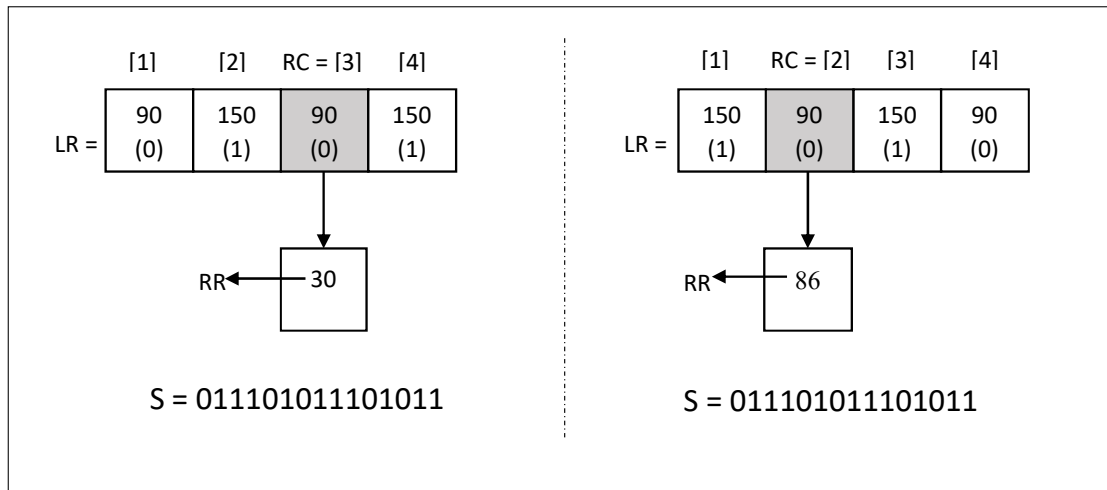 ⌈1⌉ ⌈2⌉ RC = ⌈3⌉ ⌈4⌉
LR =
90 150 90 150
(0) (1) (0) (1)
RR 30
S = 011101011101011
⌈1⌉ RC = ⌈2⌉ ⌈3⌉ ⌈4⌉
LR =
150 90 150 90
(1) (0) (1) (0)
RR 86
S = 011101011101011